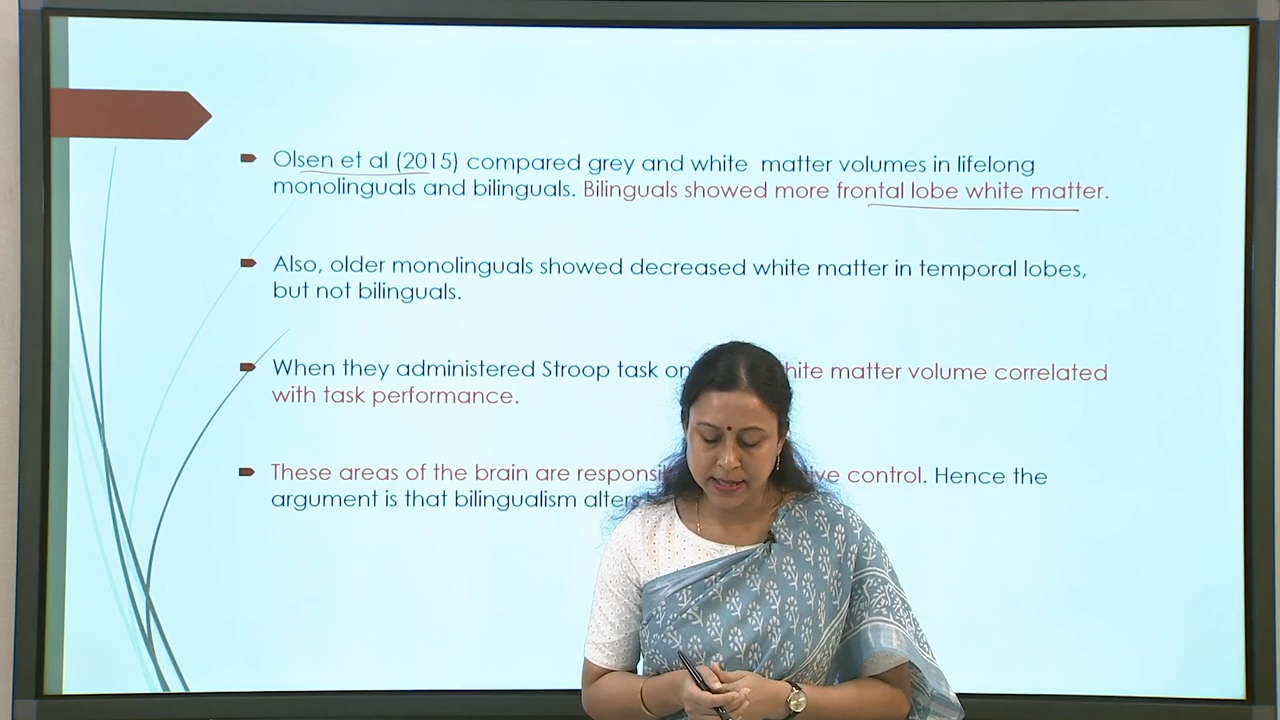 Olsen et al (2015) compared grey and white matter volumes in lifelong
monolinguals and bilinguals. Bilinguals showed more frontal lobe white matter.
Also, older monolinguals showed decreased white matter in temporal lobes,
but not bilinguals.
When they administered Stroop task on white matter volume correlated
with task performance.
These areas of the brain are control. Hence the
argument is that bilingualism alters